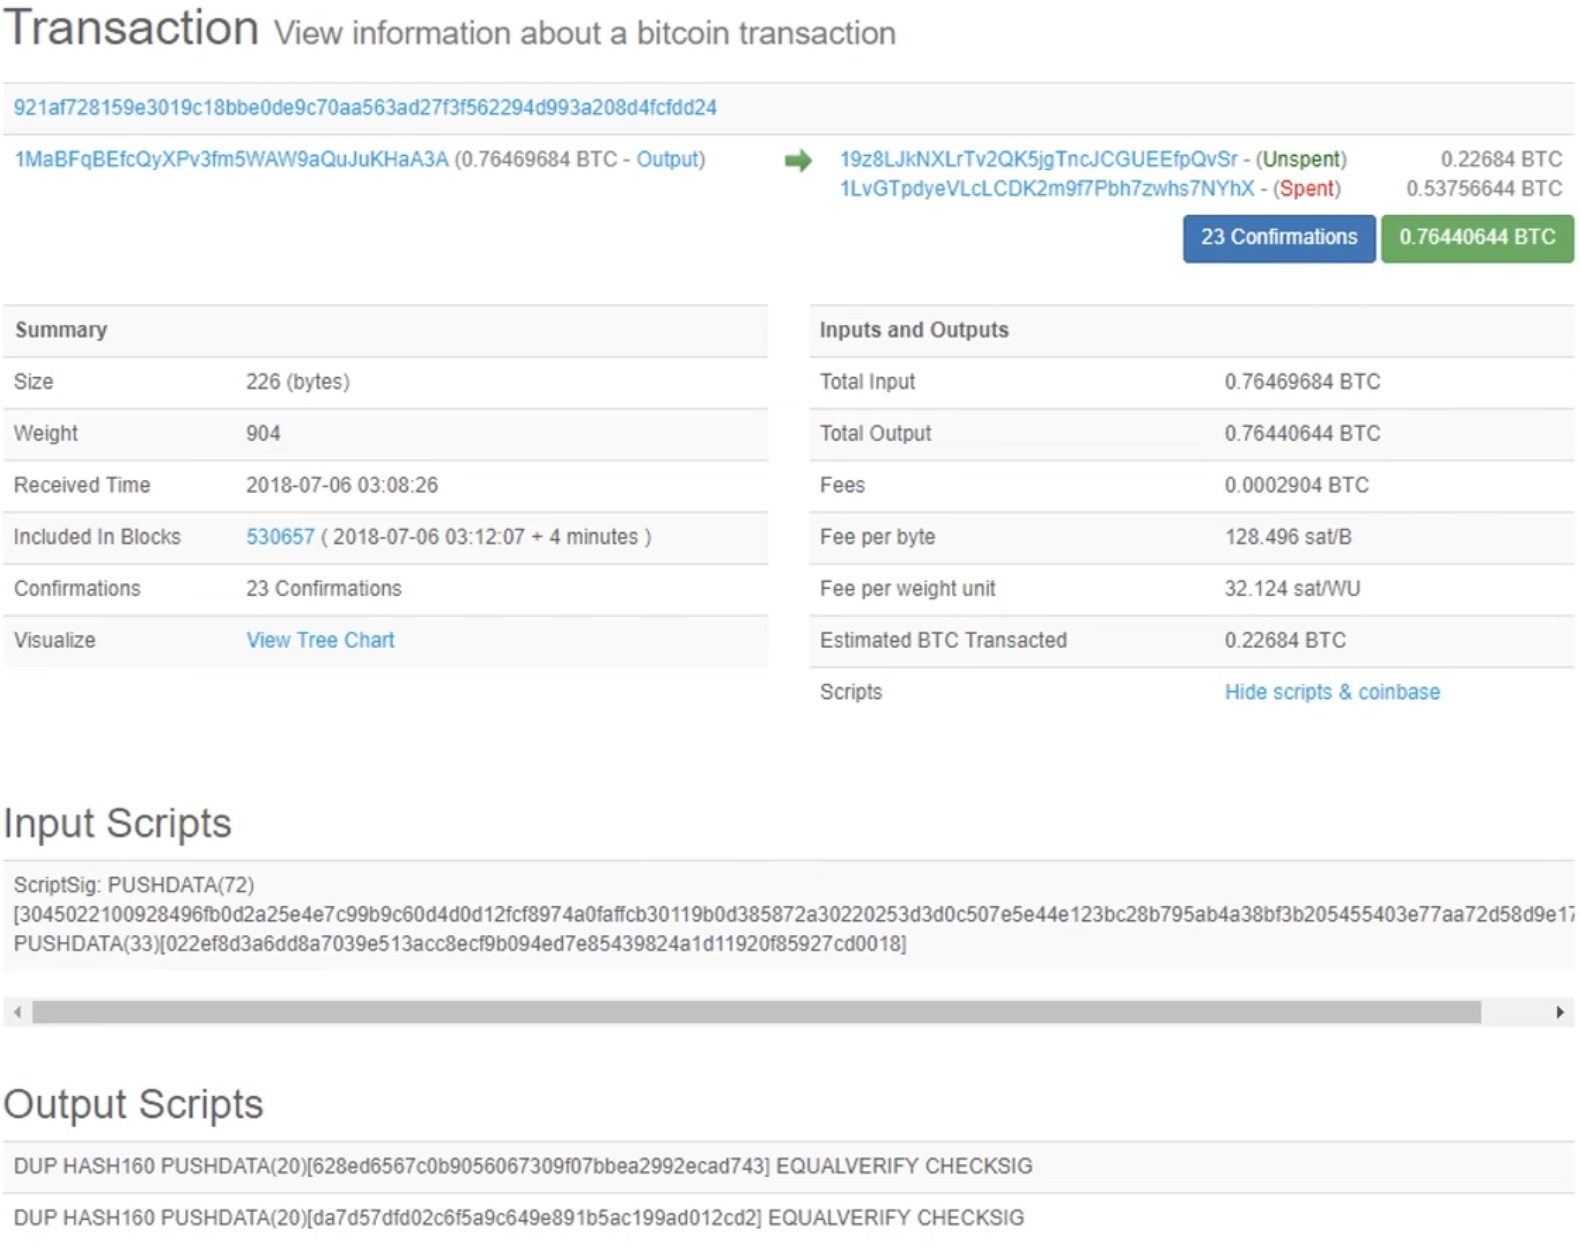 Transaction View information about a bitcoin transaction
921af728159e3019c18bbe0de9c70aa563ad27f3f562294d993a208d4fcfdd24
1MaBFqBEfcQyXPv3fm5WAW9aQuJuKHaA3A (0.76469684 BTC - Output)
19z8LJkNXLrTv2QK5jgTncJCGUEEfpQvSr - (Unspent) 0.22684 BTC
1LvGTpdyeVLcLCDK2m9f7Pbh7zwhs7NYhX - (Spent) 0.53756644 BTC
23 Confirmations 0.76440644 BTC
Summary
Size 226 (bytes)
Weight 904
Received Time 2018-07-06 03:08:26
Included In Blocks 530657 ( 2018-07-06 03:12:07 + 4 minutes )
Confirmations 23 Confirmations
Visualize View Tree Chart
Inputs and Outputs
Total Input 0.76469684 BTC
Total Output 0.76440644 BTC
Fees 0.0002904 BTC
Fee per byte 128.496 sat/B
Fee per weight unit 32.124 sat/WU
Estimated BTC Transacted 0.22684 BTC
Scripts Hide scripts & coinbase
Input Scripts
ScriptSig: PUSHDATA(72)
[3045022100928496fb0d2a25e4e7c99b9c60d4d0d12fcf8974a0faffcb30119b0d385872a30220253d3d0c507e5e44e123bc28b795ab4a38bf3b205455403e77aa72d58d9e17
PUSHDATA(33)[022ef8d3a6dd8a7039e513acc8ecf9b094ed7e85439824a1d11920f85927cd0018]
Output Scripts
DUP HASH160 PUSHDATA(20)[628ed6567c0b9056067309f07bbea2992ecad743] EQUALVERIFY CHECKSIG
DUP HASH160 PUSHDATA(20)[da7d57dfd02c6f5a9c649e891b5ac199ad012cd2] EQUALVERIFY CHECKSIG